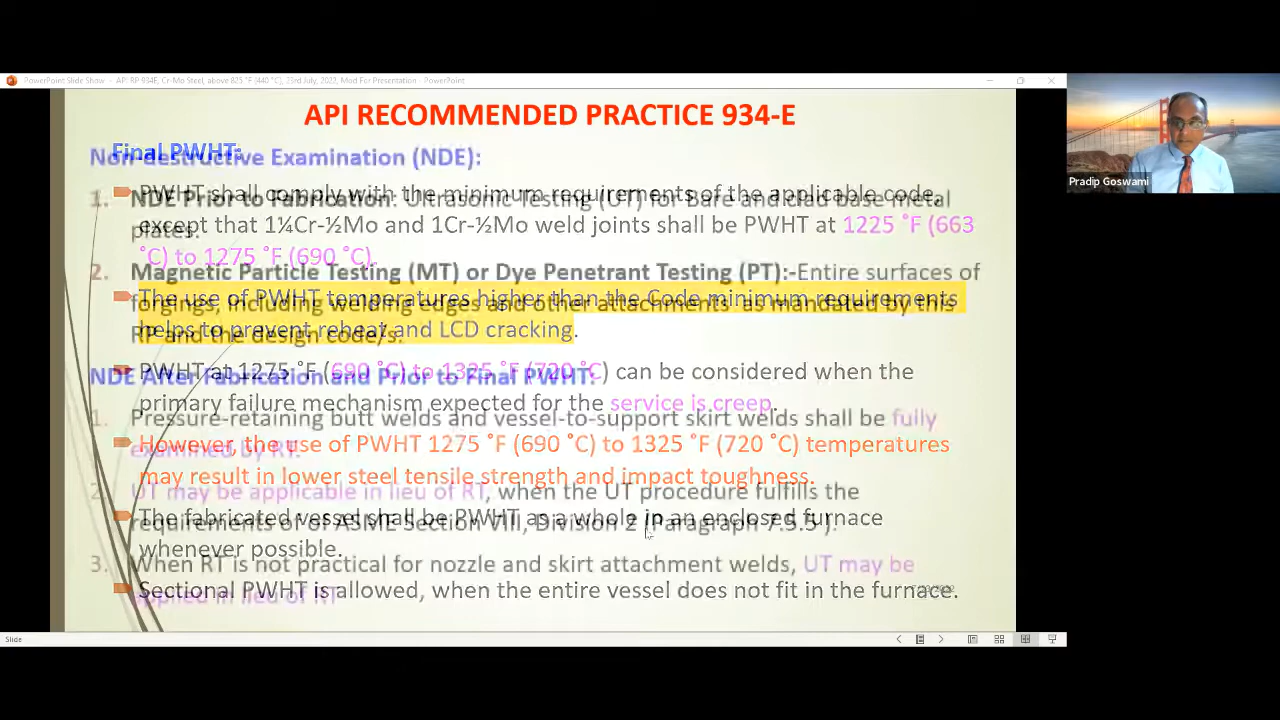 PowerPoint Slide Show - API RP 934E, Cr-Mo Steel, above 825 °F (440 °C), 23rd July, 2022, Mod For Presentation - PowerPoint
Pradip Goswami
API RECOMMENDED PRACTICE 934-E
Final PWHT:
PWHT shall comply with the minimum requirements of the applicable code,
except that 1¼Cr-½Mo and 1Cr-½Mo weld joints shall be PWHT at 1225 ˚F (663
˚C) to 1275 ˚F (690 ˚C).
The use of PWHT temperatures higher than the Code minimum requirements
helps to prevent reheat and LCD cracking.
PWHT at 1275 ˚F (690 ˚C) to 1325 ˚F (720 ˚C) can be considered when the
primary failure mechanism expected for the service is creep.
However, the use of PWHT 1275 ˚F (690 ˚C) to 1325 ˚F (720 ˚C) temperatures
may result in lower steel tensile strength and impact toughness.
The fabricated vessel shall be PWHT as a whole in an enclosed furnace
whenever possible.
Sectional PWHT is allowed, when the entire vessel does not fit in the furnace.
Non-destructive Examination (NDE):
1. NDE Prior to Fabrication: Ultrasonic Testing (UT) for Bare and clad base metal
plates.
2. Magnetic Particle Testing (MT) or Dye Penetrant Testing (PT):-Entire surfaces of
forgings, including welding edges and other attachments as mandated by this
RP and the design code/s.
NDE After Fabrication and Prior to Final PWHT:
1. Pressure-retaining butt welds and vessel-to-support skirt welds shall be fully
examined by RT.
2. UT may be applicable in lieu of RT, when the UT procedure fulfills the
requirements of of ASME Section VIII, Division 2 (Paragraph 7.5.5 ).
3. When RT is not practical for nozzle and skirt attachment welds, UT may be
applied in lieu of RT
Slide